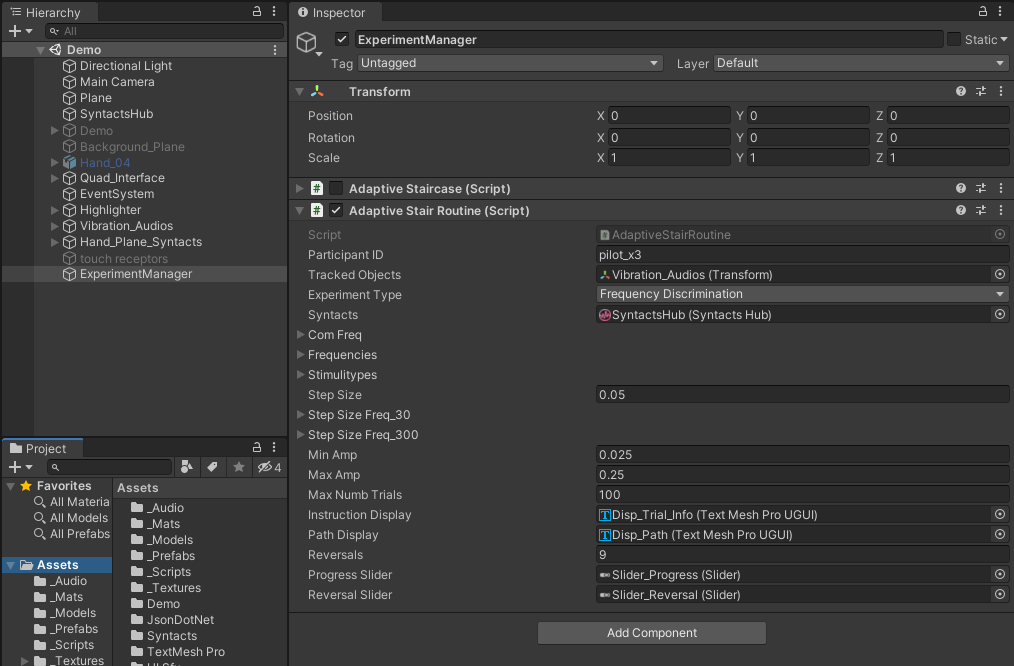 Hierarchy
All
Demo
Directional Light
Main Camera
Plane
SyntactsHub
Demo
Background_Plane
Hand_04
Quad_Interface
EventSystem
Highlighter
Vibration_Audios
Hand_Plane_Syntacts
touch receptors
ExperimentManager
Project
4
Favorites
All Materia
All Models
All Prefabs
Assets
_Audio
_Mats
_Models
_Prefabs
_Scripts
_Textures
Assets
_Audio
_Mats
_Models
_Prefabs
_Scripts
_Textures
Demo
JsonDotNet
Syntacts
TextMesh Pro
Inspector
ExperimentManager Static
Tag Untagged Layer Default
Transform
Position X 0 Y 0 Z 0
Rotation X 0 Y 0 Z 0
Scale X 1 Y 1 Z 1
# Adaptive Staircase (Script)
# Adaptive Stair Routine (Script)
Script AdaptiveStairRoutine
Participant ID pilot_x3
Tracked Objects Vibration_Audios (Transform)
Experiment Type Frequency Discrimination
Syntacts SyntactsHub (Syntacts Hub)
Com Freq
Frequencies
Stimulitypes
Step Size 0.05
Step Size Freq_30
Step Size Freq_300
Min Amp 0.025
Max Amp 0.25
Max Numb Trials 100
Instruction Display Disp_Trial_Info (Text Mesh Pro UGUI)
Path Display Disp_Path (Text Mesh Pro UGUI)
Reversals 9
Progress Slider Slider_Progress (Slider)
Reversal Slider Slider_Reversal (Slider)
Add Component